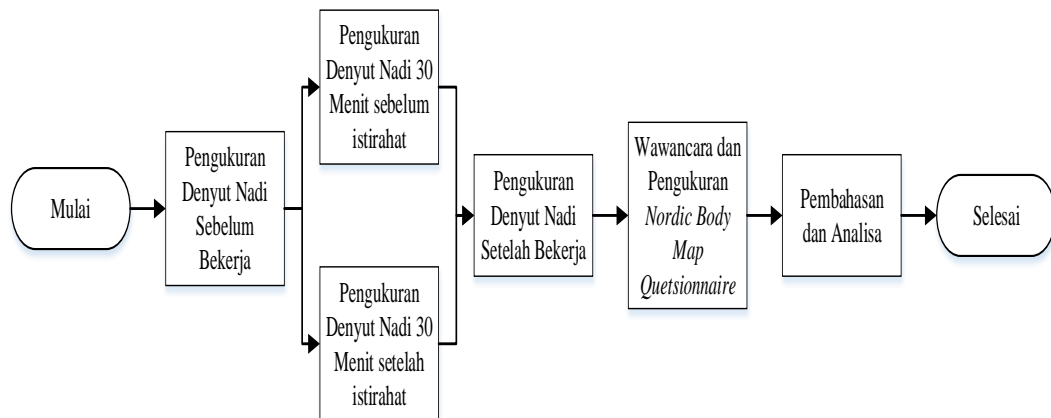 Mulai
Pengukuran
Denyut Nadi
Sebelum
Bekerja
Pengukuran
Denyut Nadi 30
Menit sebelum
istirahat
Pengukuran
Denyut Nadi 30
Menit setelah
istirahat
Pengukuran
Denyut Nadi
Setelah Bekerja
Wawancara dan
Pengukuran
Nordic Body
Map
Quetsionnaire
Pembahasan
dan Analisa
Selesai